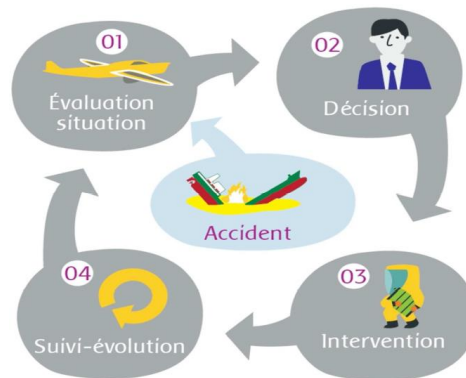 01
Évaluation
situation
02
Décision
Accident
03
Intervention
04
Suivi-évolution